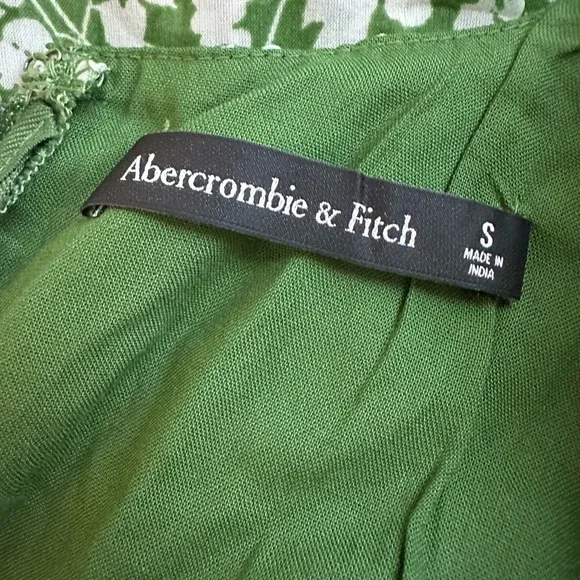 Abercrombie & Fitch
S
MADE IN
INDIA